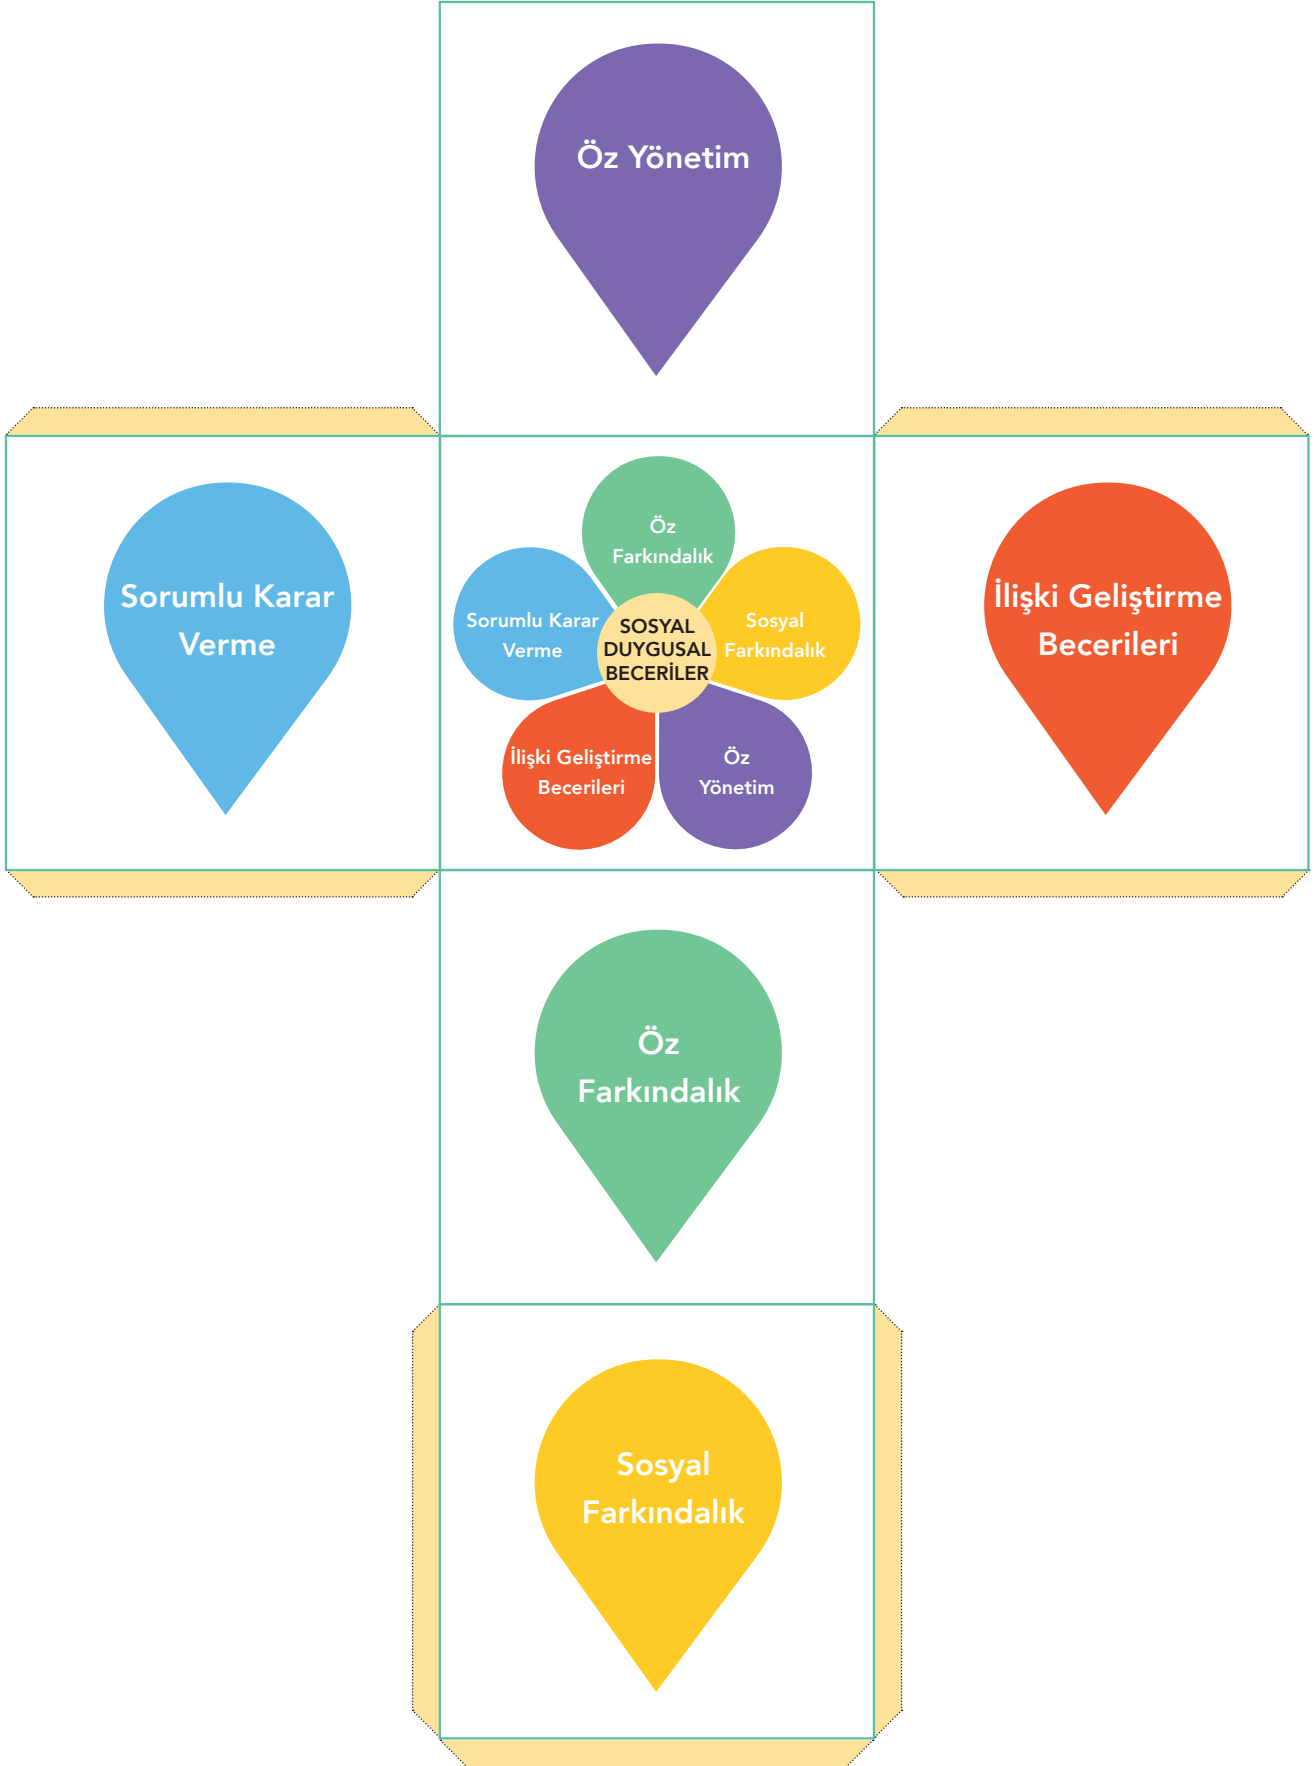 Öz Yönetim
Sorumlu Karar
Verme
Öz
Farkındalık
Sorumlu Karar
Verme
SOSYAL
DUYGUSAL
BECERİLER
Sosyal
Farkındalık
İlişki Geliştirme
Becerileri
Öz
Yönetim
İlişki Geliştirme
Becerileri
Öz
Farkındalık
Sosyal
Farkındalık